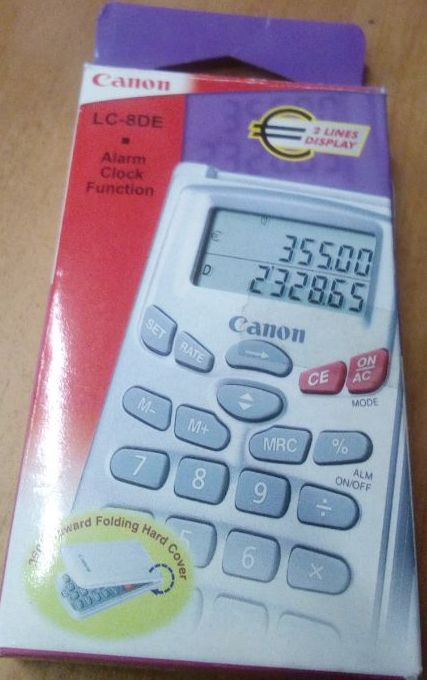 Canon
LC-8DE
Alarm
Clock
Function
2 LINES
DISPLAY
€ 355.00
D 2328.65
Canon
SET
RATE
CE
ON
AC
MODE
M-
M+
MRC
%
ALM
ON/OFF
7
8
9
÷
5
6
×
Folding Hard Cover